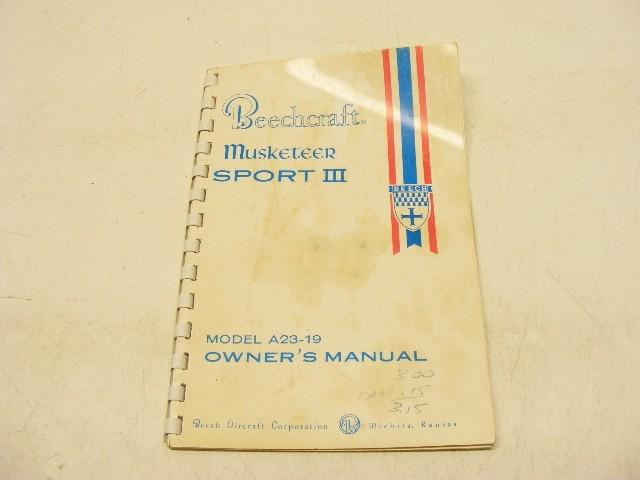 Beechcraft®
BEECH
Musketeer
SPORT III
MODEL A23-19
OWNER'S MANUAL
3.00
.15
3.15
Beech Aircraft Corporation B Wichita, Kansas